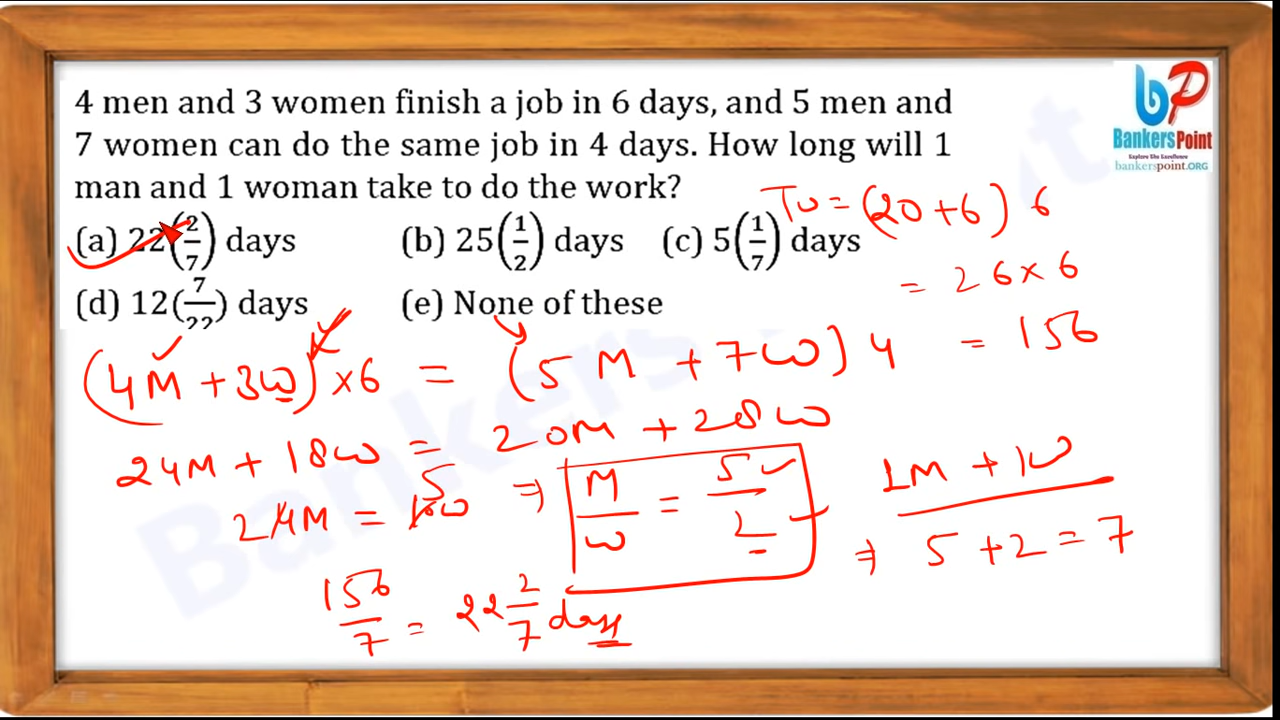 4 men and 3 women finish a job in 6 days, and 5 men and
7 women can do the same job in 4 days. How long will 1
man and 1 woman take to do the work?
(a) 22(2/7) days (b) 25(1/2) days (c) 5(1/7) days
(d) 12(7/22) days (e) None of these
bP
BankersPoint
Explore The Excellence
bankerspoint.ORG
Tw = (20+6) 6
= 26 × 6
= 156
(4M + 3W) × 6 = (5M + 7W) 4
24M + 18W = 20M + 28W
24M = 10W 5 ⇒ M/W = 5/2
1M + 1W
⇒ 5 + 2 = 7
156/7 = 22 2/7 days
Bankers